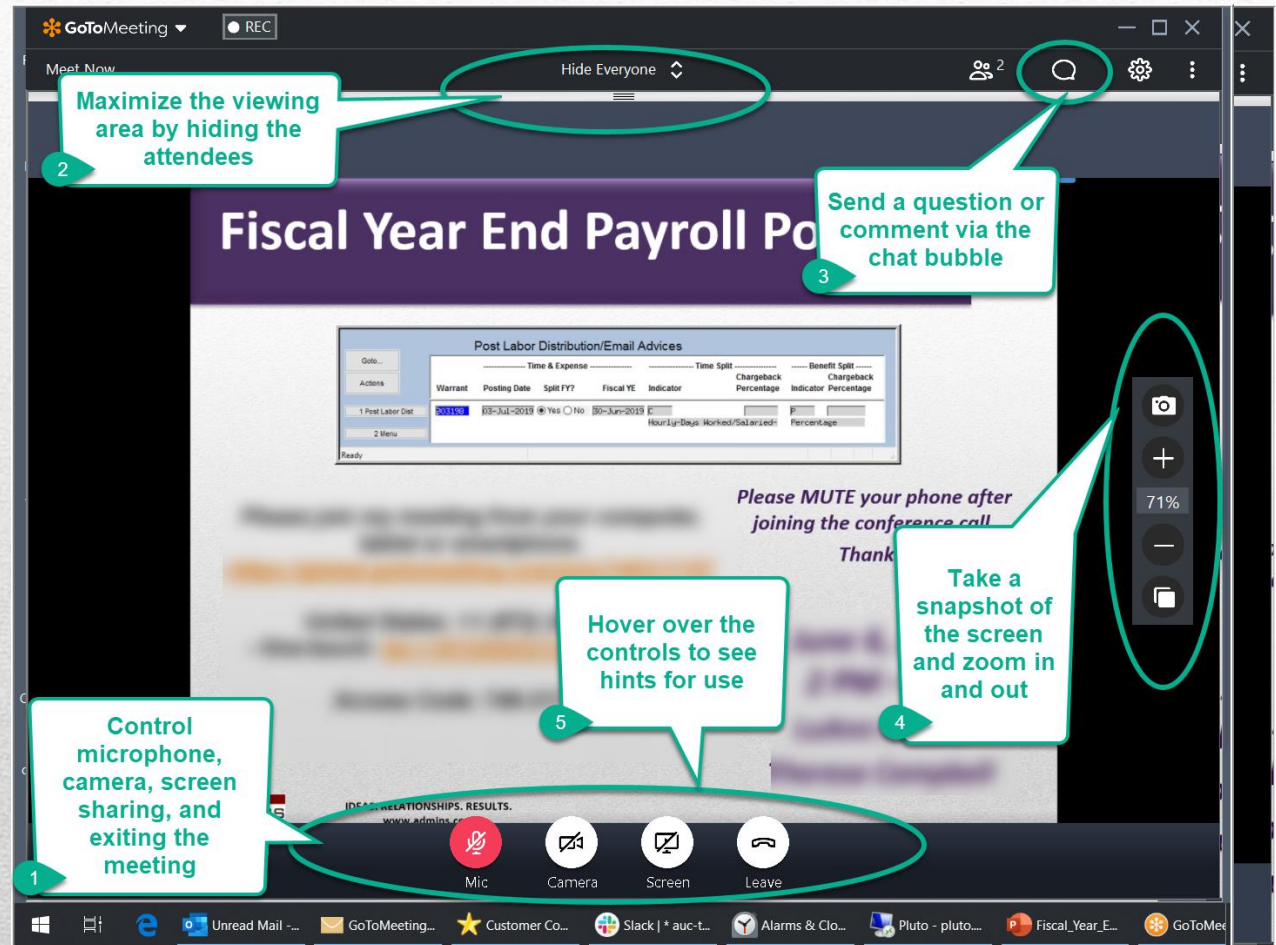 GoToMeeting
REC
Meet Now
Hide Everyone
2
Maximize the viewing
area by hiding the
attendees
2
Send a question or
comment via the
chat bubble
3
Fiscal Year End Payroll
Post Labor Distribution/Email Advices
Goto...
Actions
1 Post Labor Dist
2 Menu
-------------- Time & Expense ----------------- ----------------- Time Split ----------------- ------ Benefit Split ------
Chargeback Chargeback
Warrant Posting Date Split FY? Fiscal YE Indicator Percentage Indicator Percentage
903198 03-Jul-2019 Yes No 30-Jun-2019 C P
Hourly-Days Worked/Salaried- Percentage
Ready
Please MUTE your phone after
joining the conference call
Thank
71%
Take a
snapshot of
the screen
and zoom in
and out
4
Hover over the
controls to see
hints for use
5
Control
microphone,
camera, screen
sharing, and
exiting the
meeting
1
IDEAS. RELATIONSHIPS. RESULTS.
Mic Camera Screen Leave
Unread Mail -... GoToMeeting... Customer Co... Slack | * auc-t... Alarms & Clo... Pluto - pluto.... Fiscal_Year_E... GoToMee